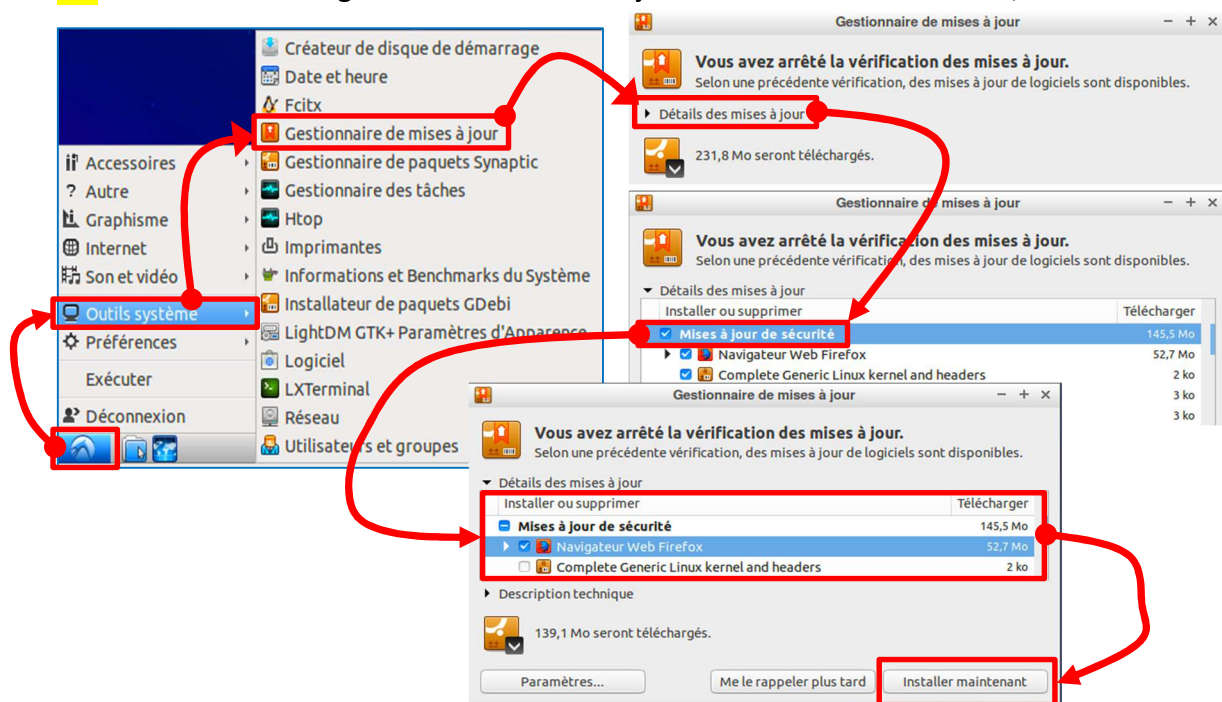 Créateur de disque de démarrage
Date et heure
Fcitx
Gestionnaire de mises à jour
Gestionnaire de paquets Synaptic
Gestionnaire des tâches
Htop
Imprimantes
Informations et Benchmarks du Système
Installateur de paquets GDebi
LightDM GTK+ Paramètres d'Apparence
Logiciel
LXTerminal
Réseau
Utilisateurs et groupes
Accessoires
? Autre
Graphisme
Internet
Son et vidéo
Outils système
Préférences
Exécuter
Déconnexion
Gestionnaire de mises à jour
Vous avez arrêté la vérification des mises à jour.
Selon une précédente vérification, des mises à jour de logiciels sont disponibles.
Détails des mises à jour
231,8 Mo seront téléchargés.
Gestionnaire de mises à jour
Vous avez arrêté la vérification des mises à jour.
Selon une précédente vérification, des mises à jour de logiciels sont disponibles.
Détails des mises à jour
Installer ou supprimer Télécharger
Mises à jour de sécurité 145,5 Mo
Navigateur Web Firefox 52,7 Mo
Complete Generic Linux kernel and headers 2 ko
3 ko
3 ko
Gestionnaire de mises à jour
Vous avez arrêté la vérification des mises à jour.
Selon une précédente vérification, des mises à jour de logiciels sont disponibles.
Détails des mises à jour
Installer ou supprimer Télécharger
Mises à jour de sécurité 145,5 Mo
Navigateur Web Firefox 52,7 Mo
Complete Generic Linux kernel and headers 2 ko
Description technique
139,1 Mo seront téléchargés.
Paramètres... Me le rappeler plus tard Installer maintenant